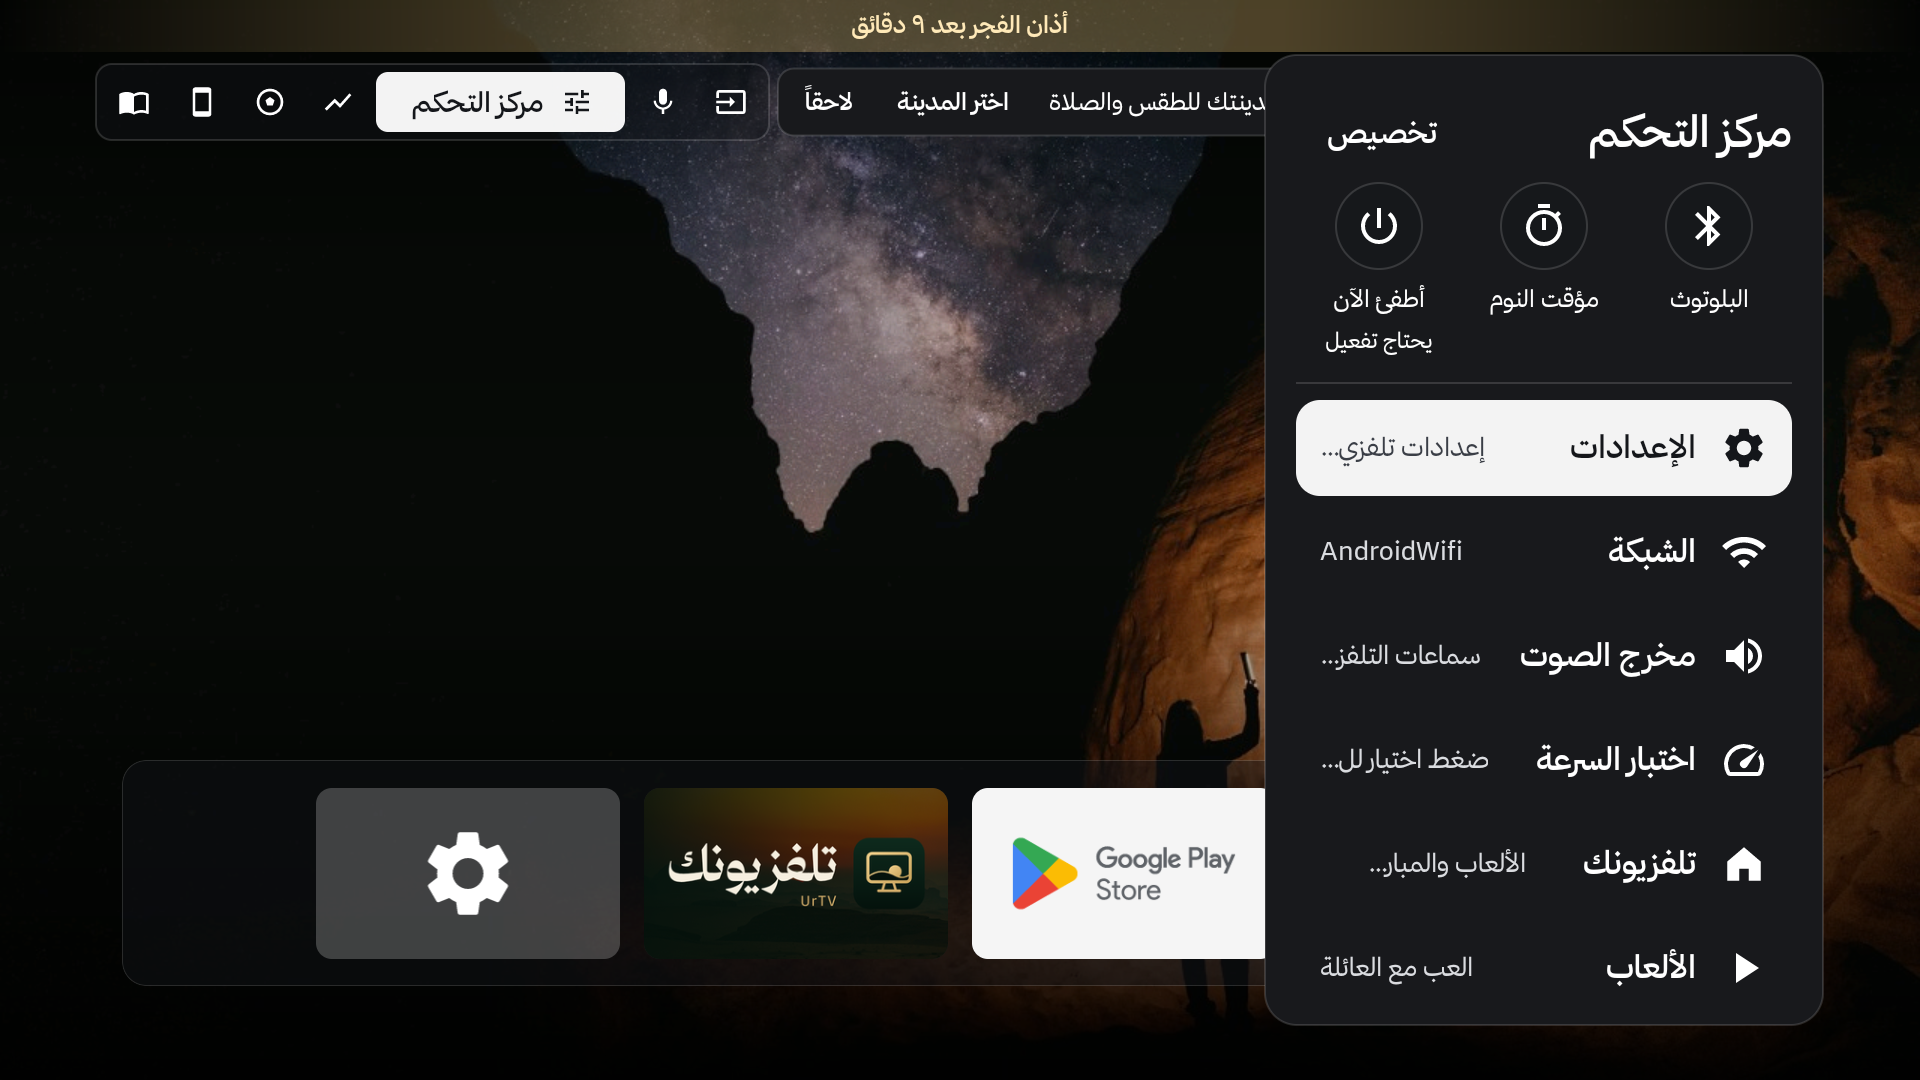 أذان الفجر بعد ٩ دقائق
مركز التحكم
للطقس والصلاة
اختر المدينة
لاحقاً
مركز التحكم
تخصيص
البلوتوث
مؤقت النوم
أطفئ الآن
يحتاج تفعيل
الإعدادات
إعدادات تلفزي...
الشبكة
AndroidWifi
مخرج الصوت
سماعات التلفز...
اختبار السرعة
ضغط اختيار لل...
تلفزيونك
الألعاب والمبار...
الألعاب
العب مع العائلة
Google Play
Store
تلفزيونك
UrTV